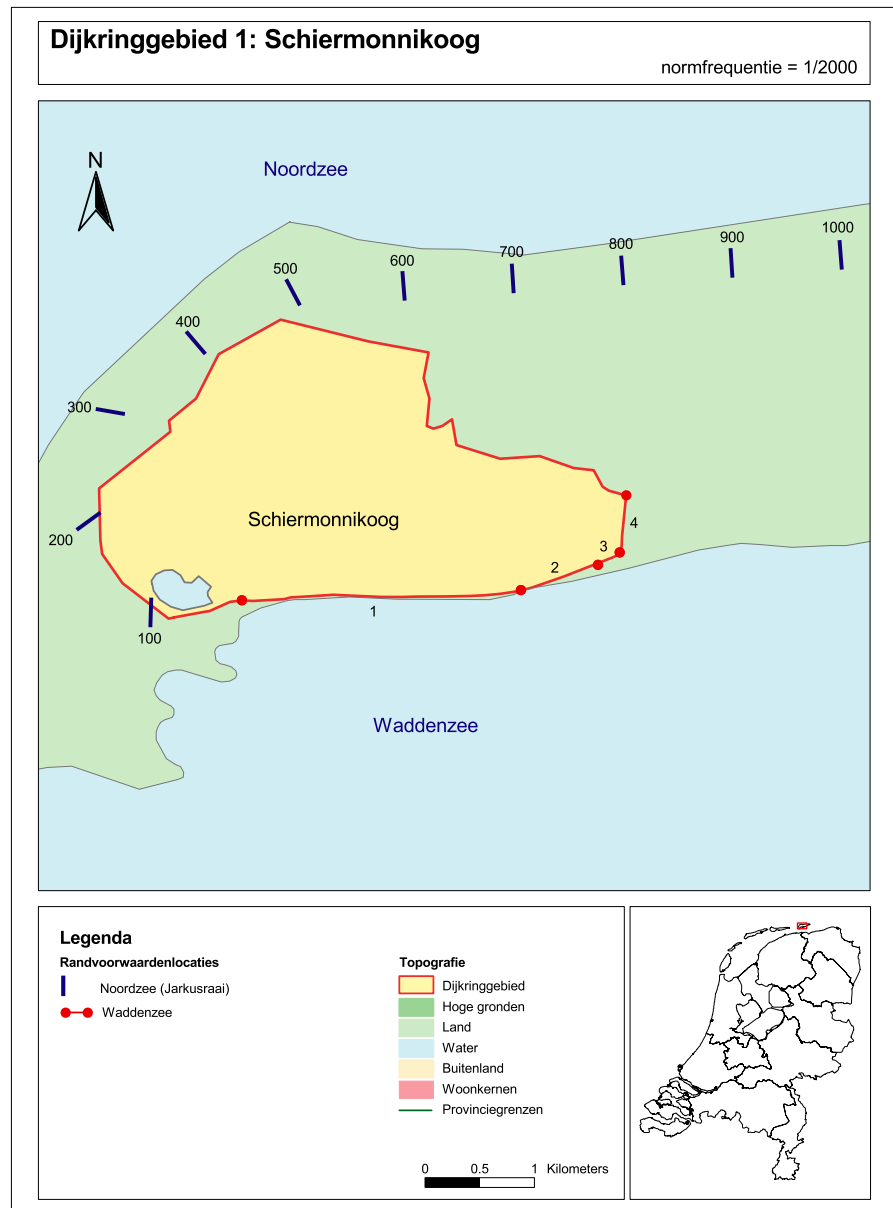 Dijkringgebied 1: Schiermonnikoog
normfrequentie = 1/2000
N
Noordzee
1000
900
800
700
600
500
400
300
200
100
Schiermonnikoog
4
3
2
1
Waddenzee
Legenda
Randvoorwaardenlocaties
Noordzee (Jarkusraai)
Waddenzee
Topografie
Dijkringgebied
Hoge gronden
Land
Water
Buitenland
Woonkernen
Provinciegrenzen
0 0.5 1 Kilometers